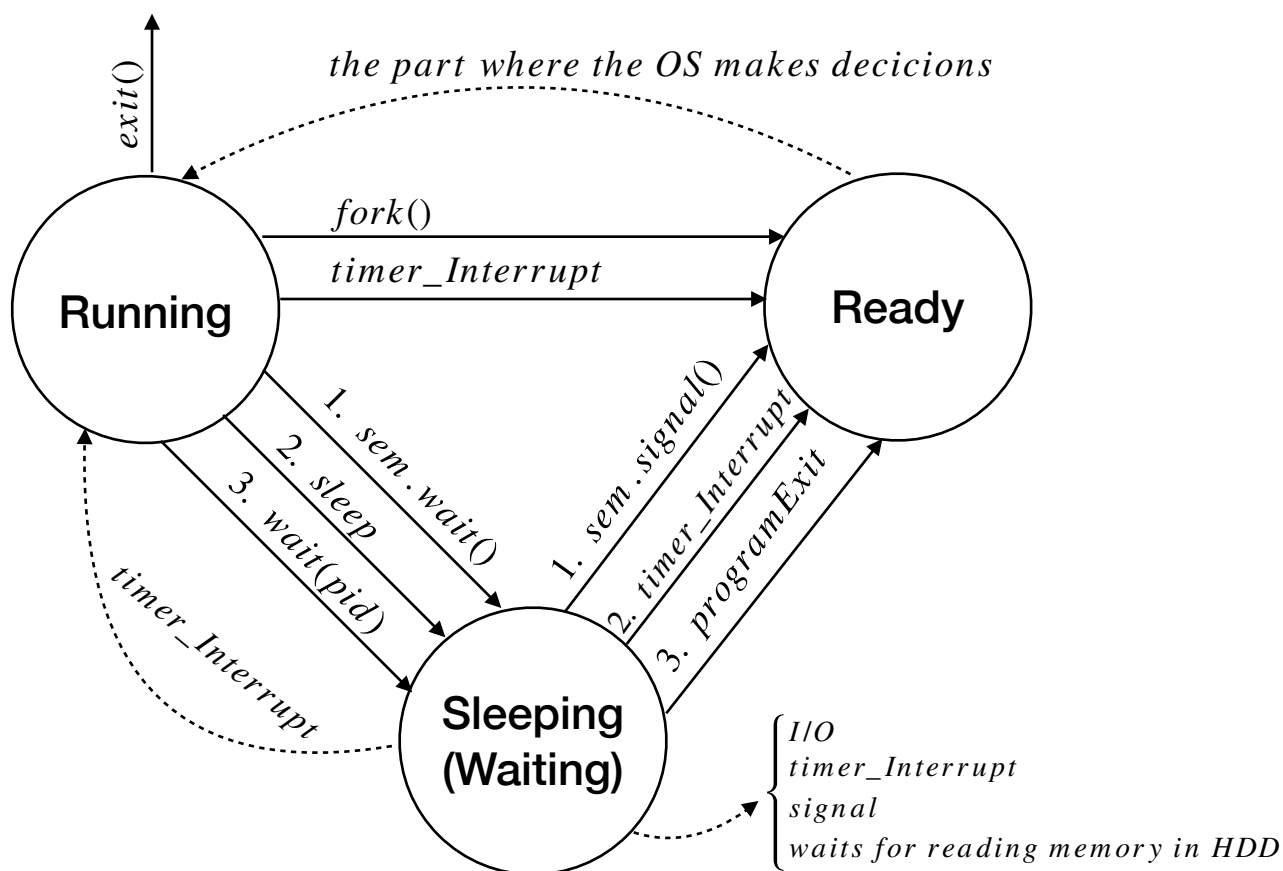 the part where the OS makes decicions
exit()
fork()
timer_Interrupt
Running
Ready
1. sem.wait()
2. sleep
3. wait(pid)
1. sem.signal()
2. timer_Interrupt
3. programExit
timer_Interrupt
Sleeping
(Waiting)
I/O
timer_Interrupt
signal
waits for reading memory in HDD